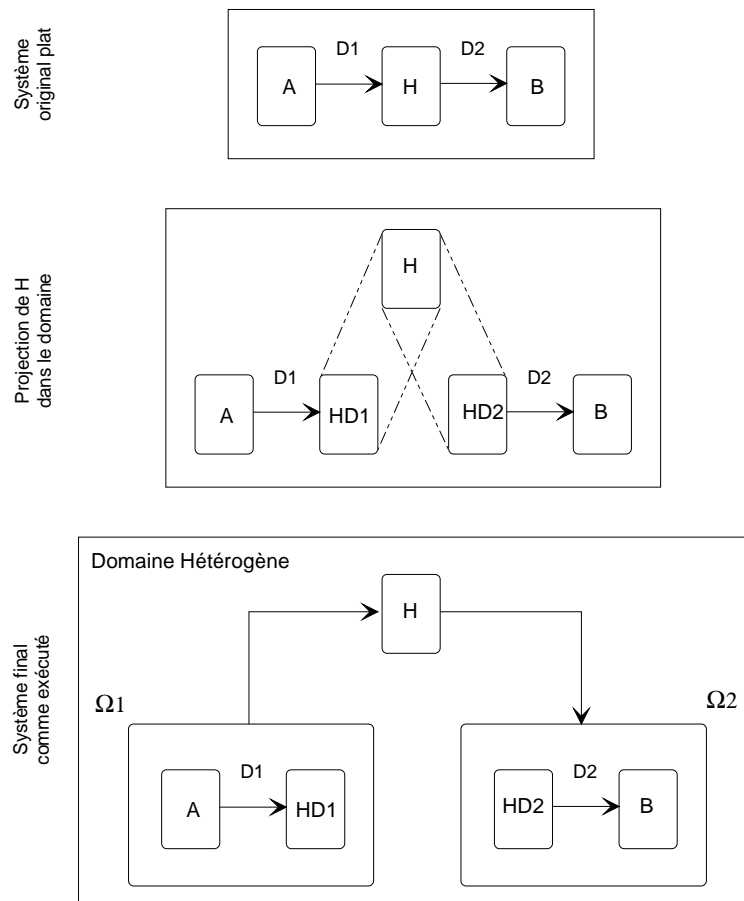 Système
original plat
D1
D2
A
H
B
Projection de H
dans le domaine
H
D1
D2
A
HD1
HD2
B
Système final
comme exécuté
Domaine Hétérogène
H
Ω1
Ω2
D1
D2
A
HD1
HD2
B